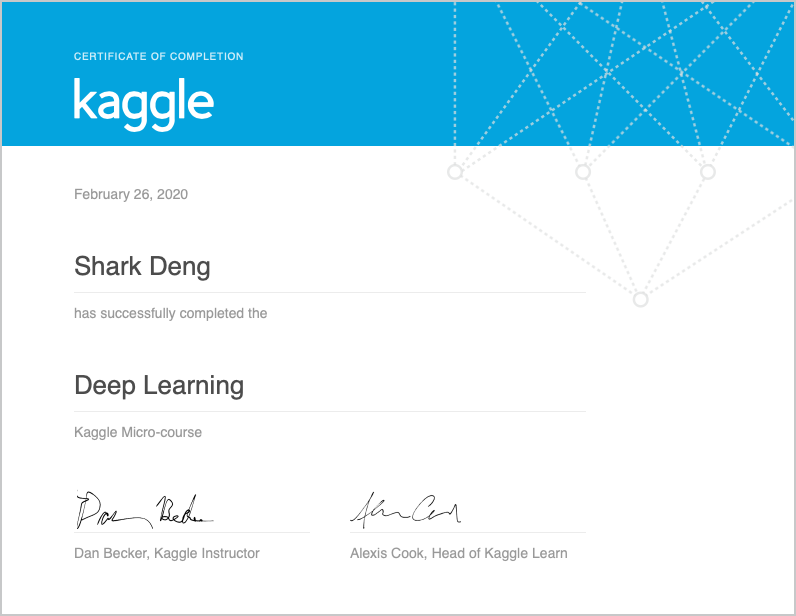 CERTIFICATE OF COMPLETION
kaggle
February 26, 2020
Shark Deng
has successfully completed the
Deep Learning
Kaggle Micro-course
Dan Becker
Alexis Cook
Dan Becker, Kaggle Instructor
Alexis Cook, Head of Kaggle Learn